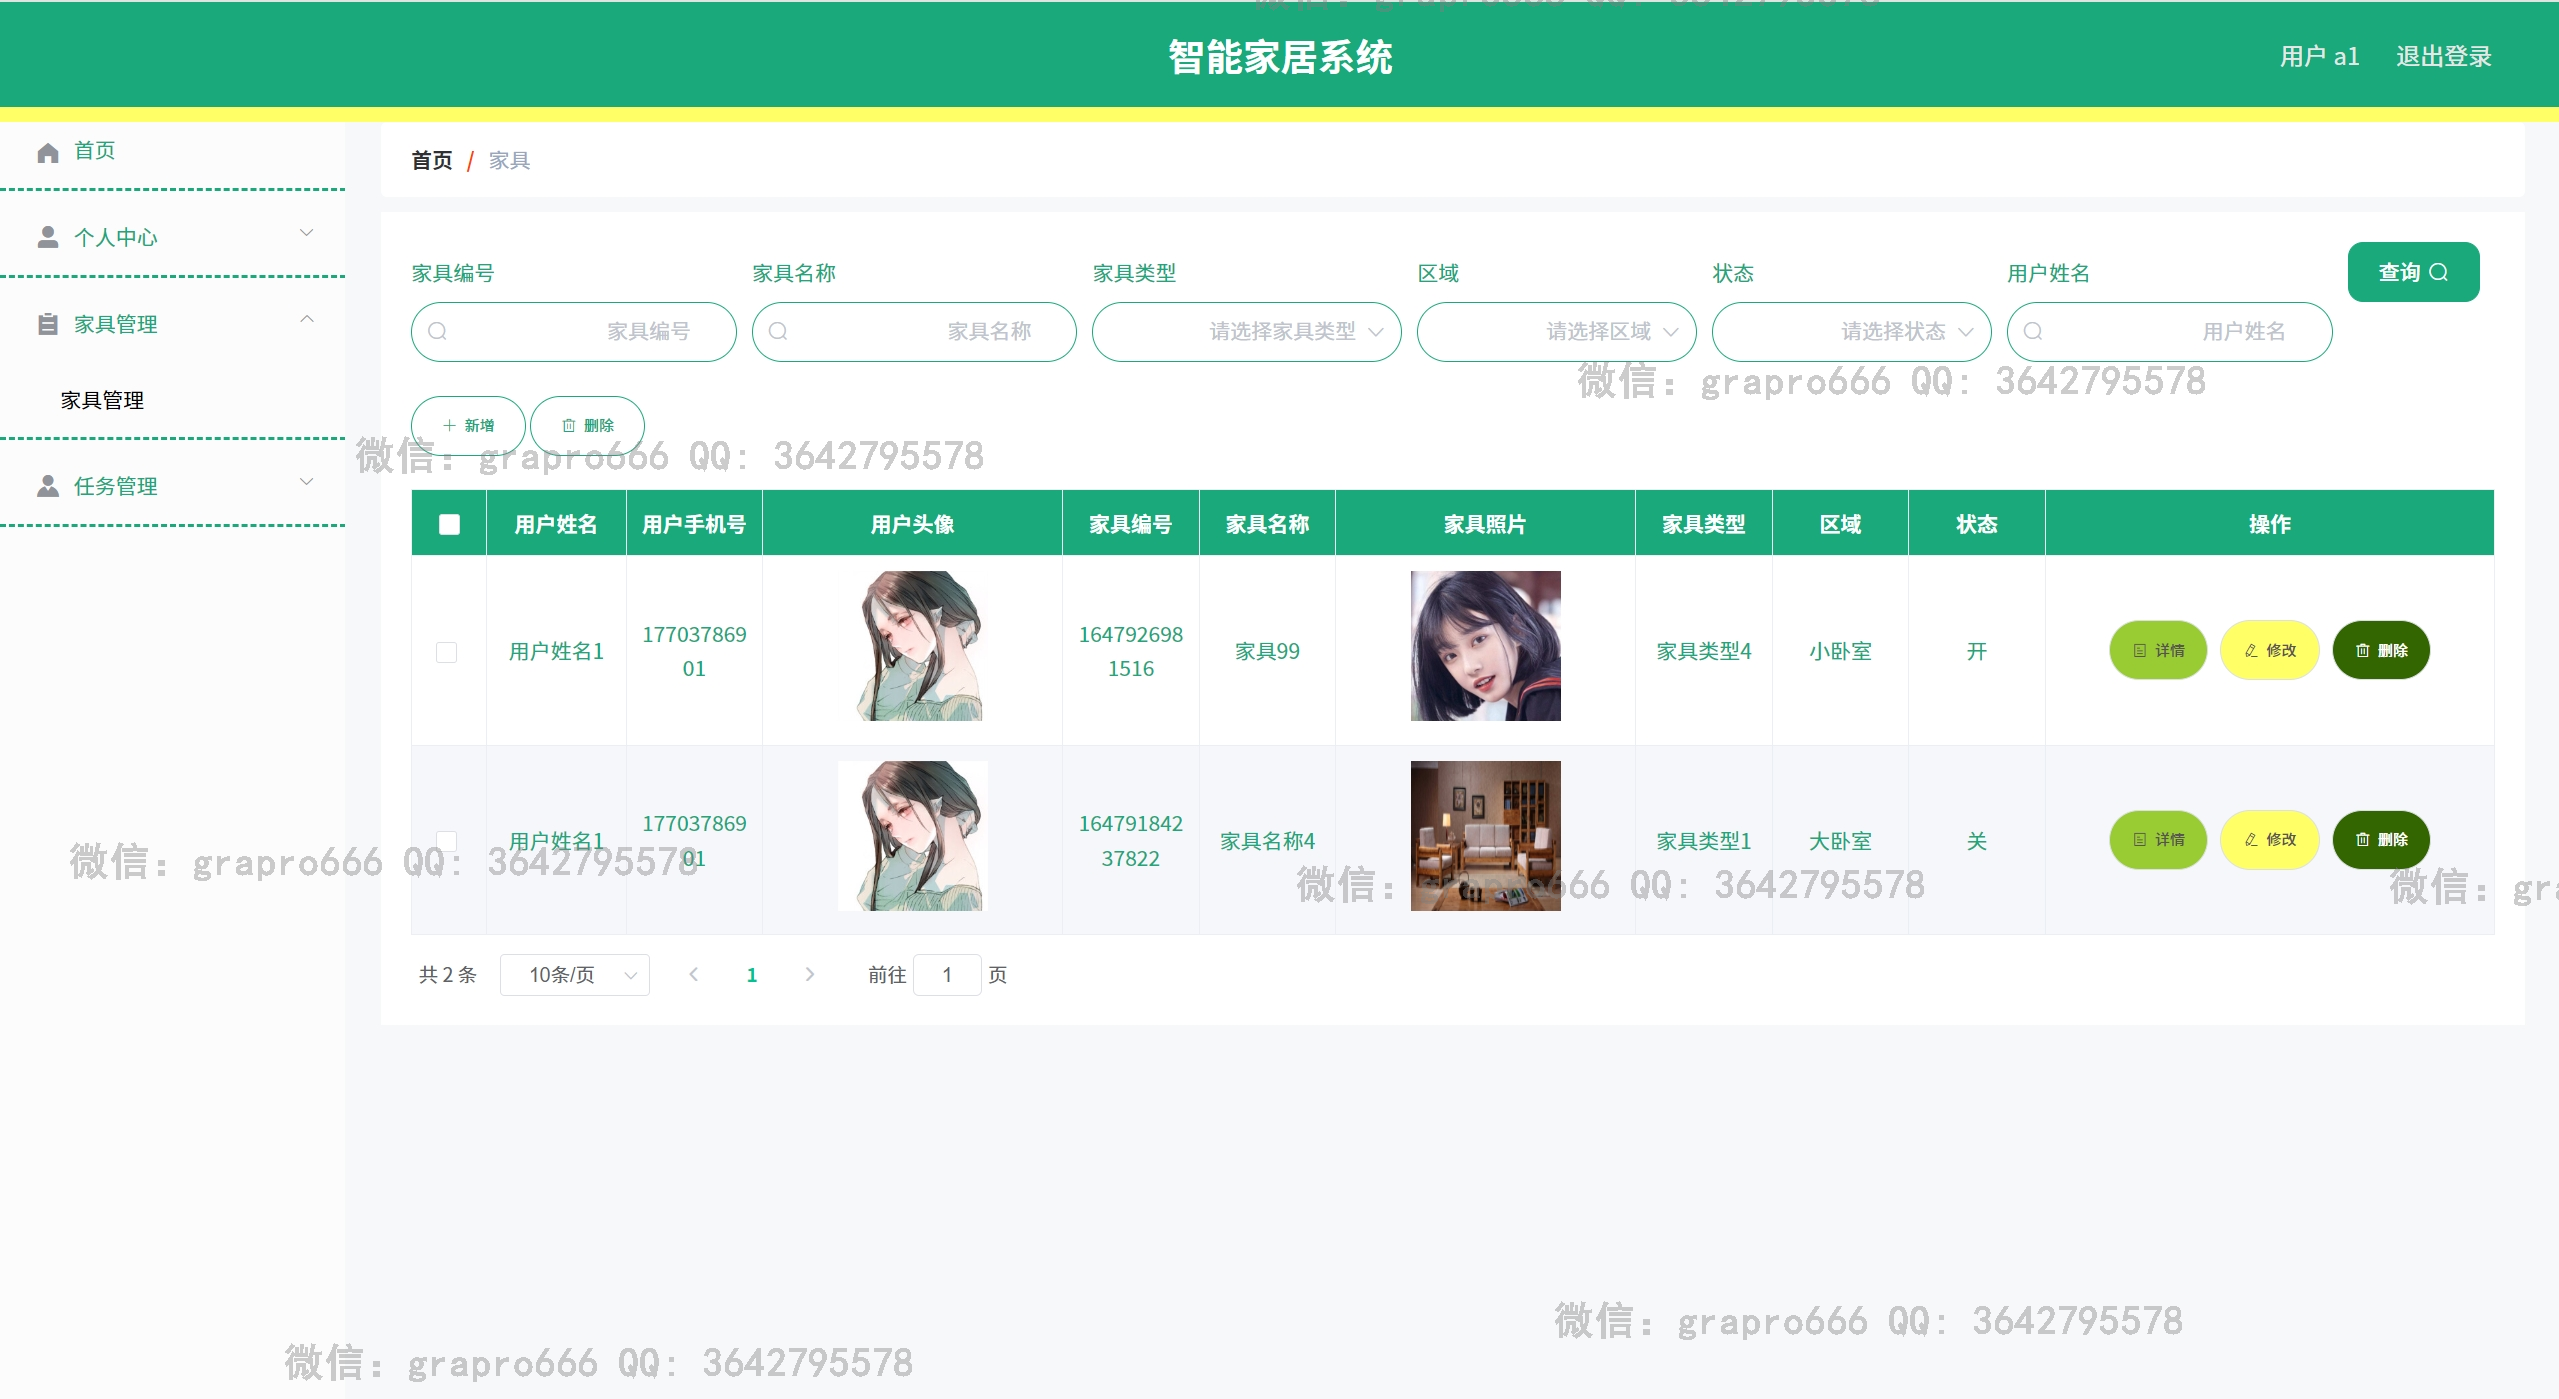 智能家居系统
用户 a1 退出登录
首页
个人中心
家具管理
家具管理
任务管理
首页 / 家具
家具编号 家具名称 家具类型 区域 状态 用户姓名 查询
家具编号 家具名称 请选择家具类型 请选择区域 请选择状态 用户姓名
微信: grapro666 QQ: 3642795578
新增 删除
微信: grapro666 QQ: 3642795578
用户姓名 用户手机号 用户头像 家具编号 家具名称 家具照片 家具类型 区域 状态 操作
用户姓名1 177037869 164792698 家具99 家具类型4 小卧室 开 详情 修改 删除
01 1516
用户姓名1 177037869 164791842 家具名称4 家具类型1 大卧室 关 详情 修改 删除
01 37822
微信: grapro666 QQ: 3642795578
微信: 666 QQ: 3642795578
微信: gra
共 2 条 10条/页 1 前往 1 页
微信: grapro666 QQ: 3642795578
微信: grapro666 QQ: 3642795578